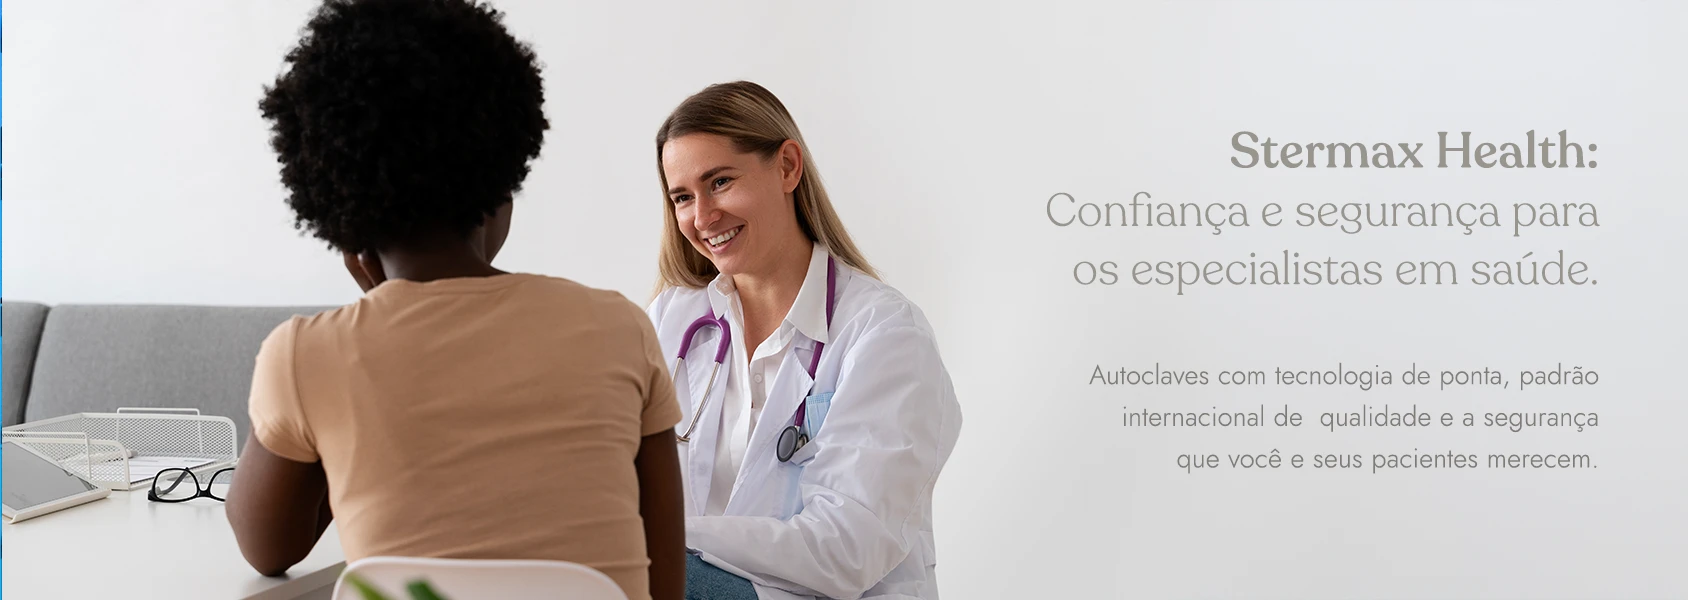 Stermax Health:
Confiança e segurança para
os especialistas em saúde.
Autoclaves com tecnologia de ponta, padrão
internacional de  qualidade e a segurança
que você e seus pacientes merecem.